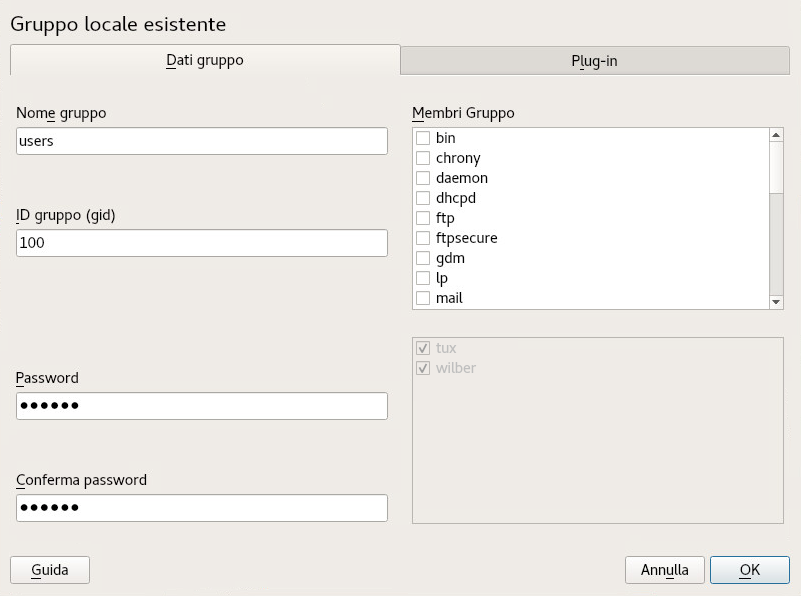 Gruppo locale esistente
Dati gruppo
Plug-in
Nome gruppo
users
ID gruppo (gid)
100
Password
●●●●●●
Conferma password
●●●●●●
Membri Gruppo
bin
chrony
daemon
dhcpd
ftp
ftpsecure
gdm
lp
mail
tux
wilber
Guida
Annulla
OK